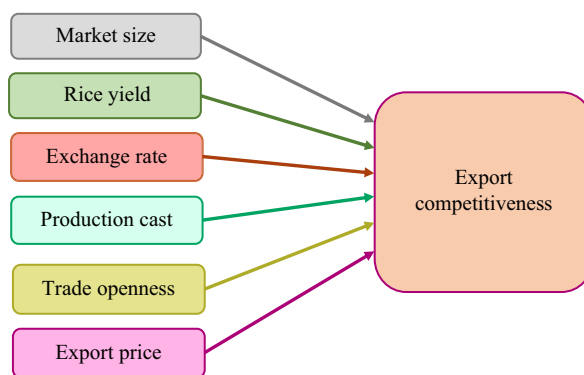 Market size
Rice yield
Exchange rate
Production cast
Trade openness
Export price
Export
competitiveness